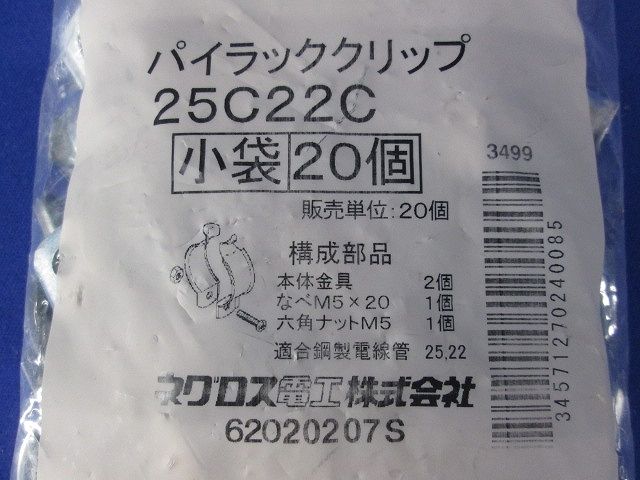 パイラッククリップ
25C22C
小袋 20個
販売単位:20個
構成部品
本体金具 2個
なべM5×20 1個
六角ナットM5 1個
適合鋼製電線管 25,22
ネグロス電工株式会社
62020207S
3499
34571270240085